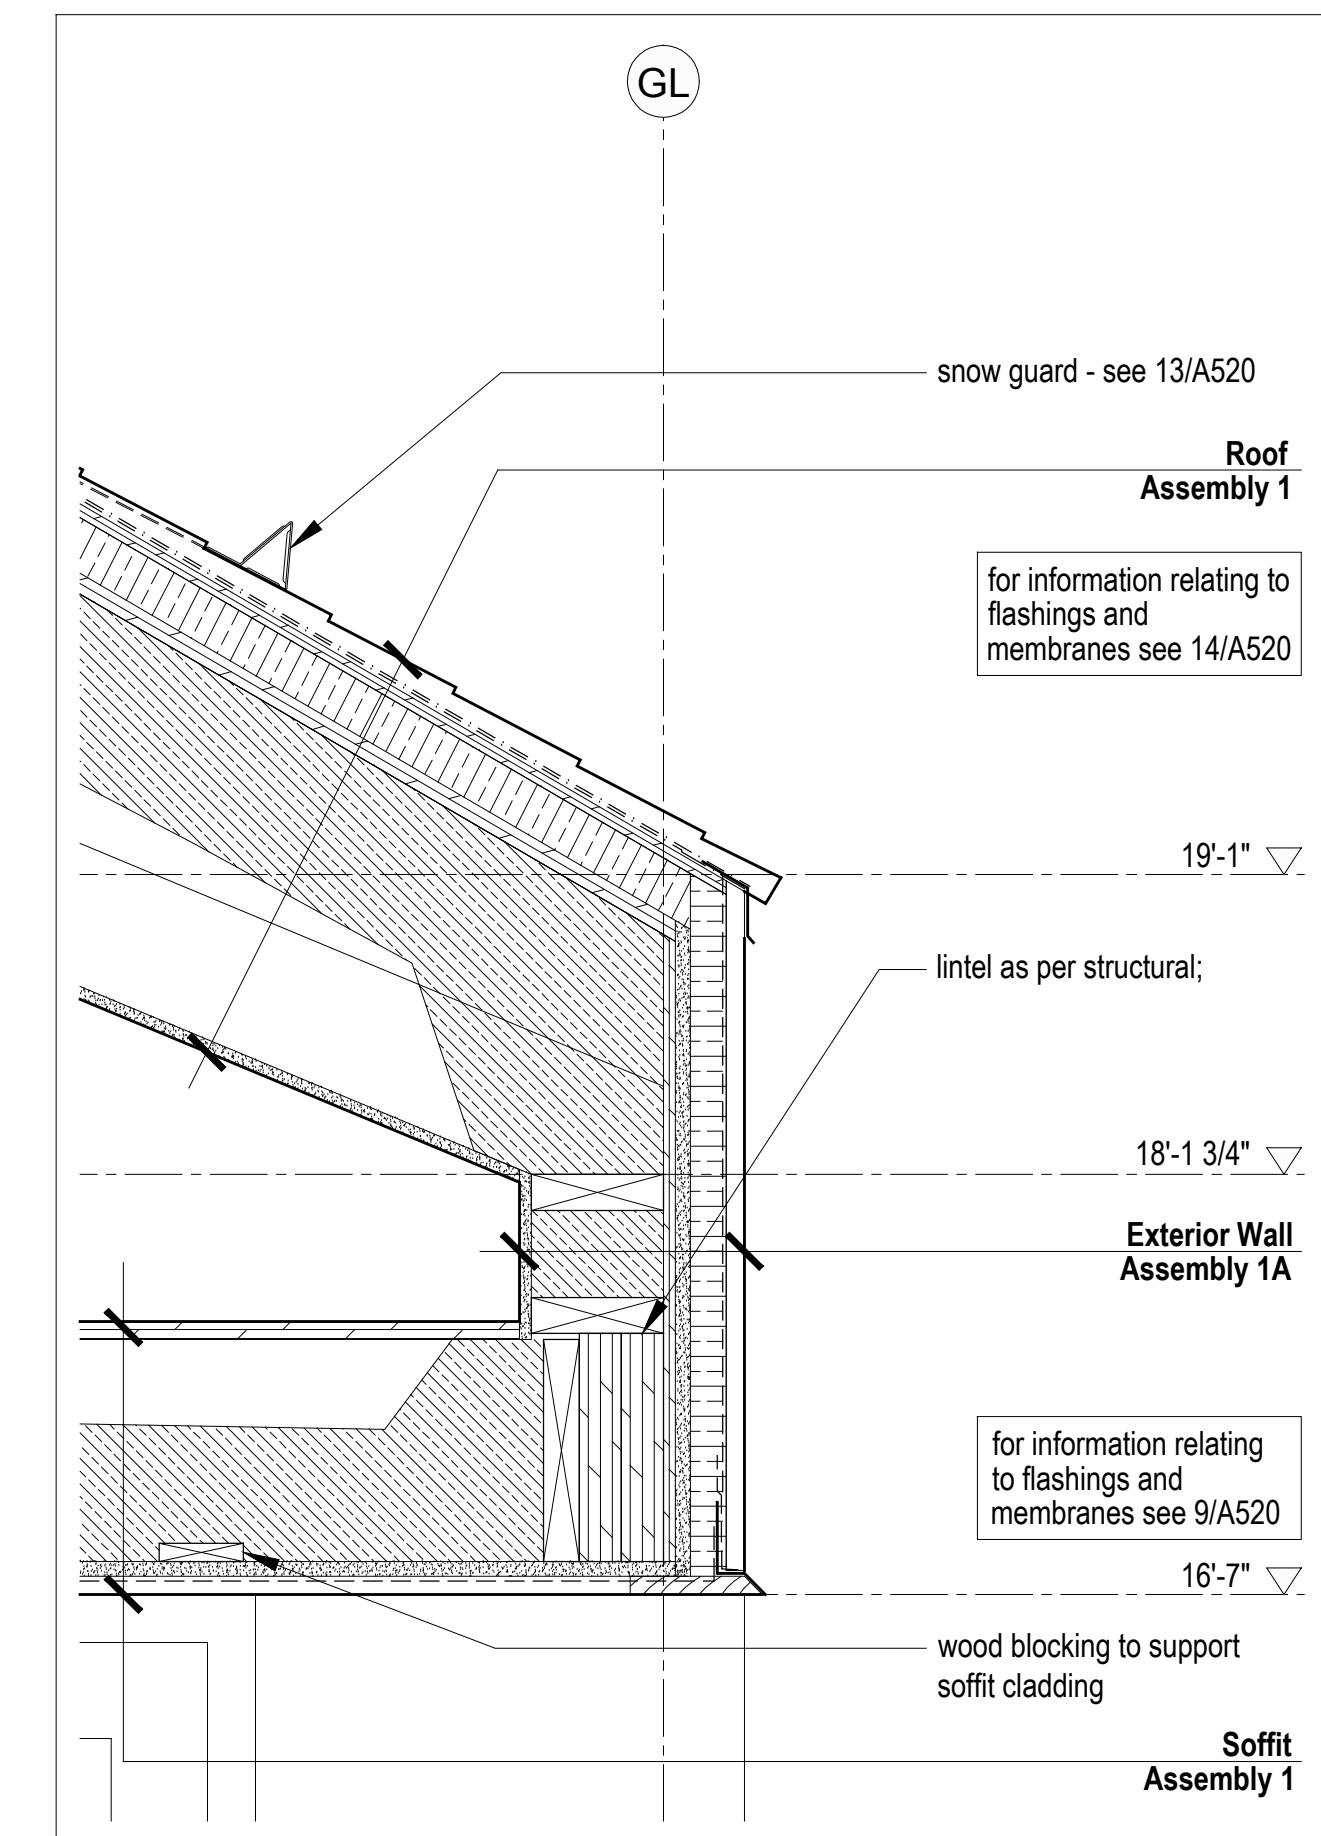 GL
snow guard - see 13/A520
Roof
Assembly 1
for information relating to
flashings and
membranes see 14/A520
19'-1"
lintel as per structural;
18'-1 3/4"
Exterior Wall
Assembly 1A
for information relating
to flashings and
membranes see 9/A520
16'-7"
wood blocking to support
soffit cladding
Soffit
Assembly 1